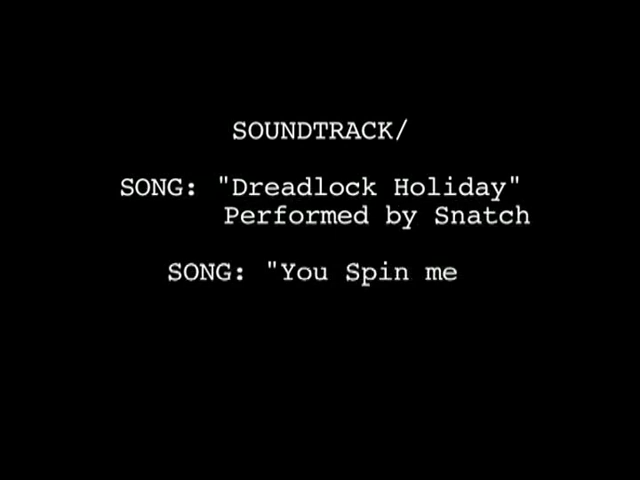 SOUNDTRACK/
SONG: "Dreadlock Holiday"
Performed by Snatch
SONG: "You Spin me